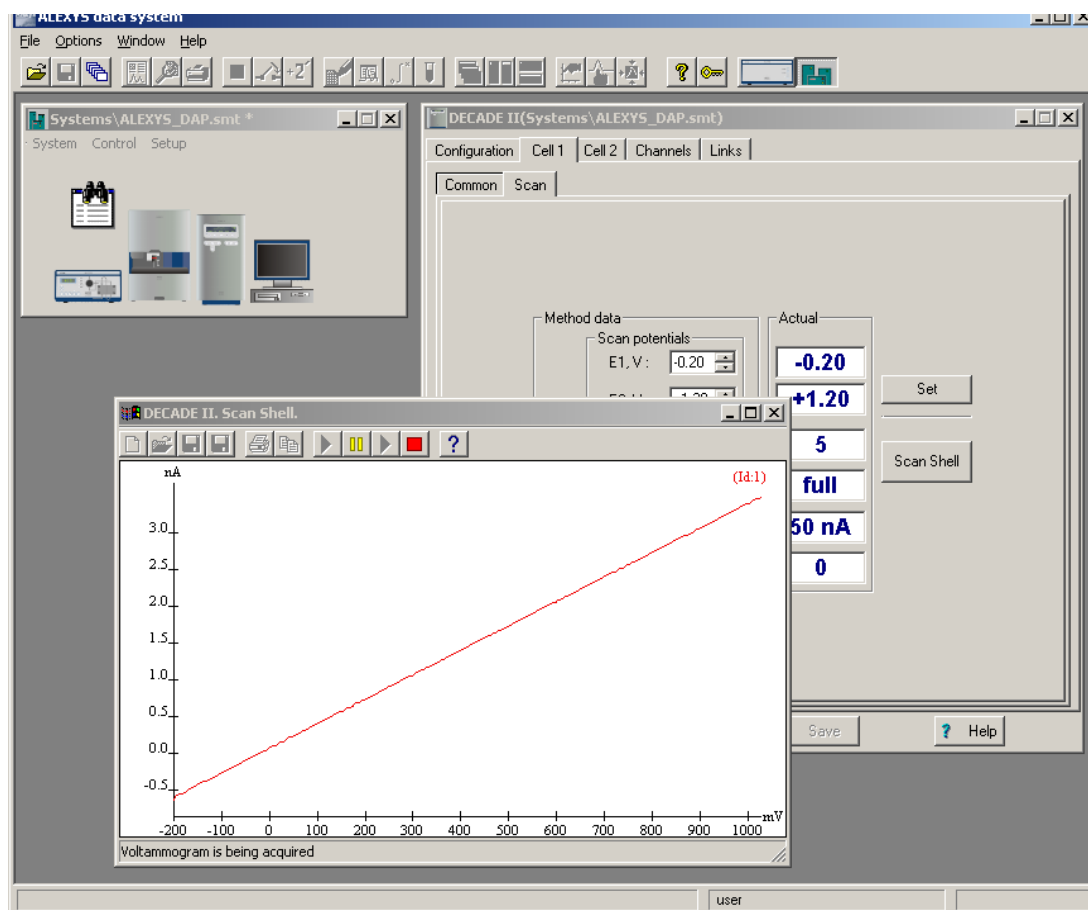 ALEXYS data system
File Options Window Help
Systems\ALEXYS_DAP.smt *
System Control Setup
DECADE II(Systems\ALEXYS_DAP.smt)
Configuration Cell 1 Cell 2 Channels Links
Common Scan
Method data
Scan potentials
E1, V : -0.20
Actual
-0.20
+1.20
5
full
50 nA
0
Set
Scan Shell
Save
? Help
DECADE II. Scan Shell.
nA
(Id:1)
3.0
2.5
2.0
1.5
1.0
0.5
0.0
-0.5
-200 -100 0 100 200 300 400 500 600 700 800 900 1000 mV
Voltammogram is being acquired
user